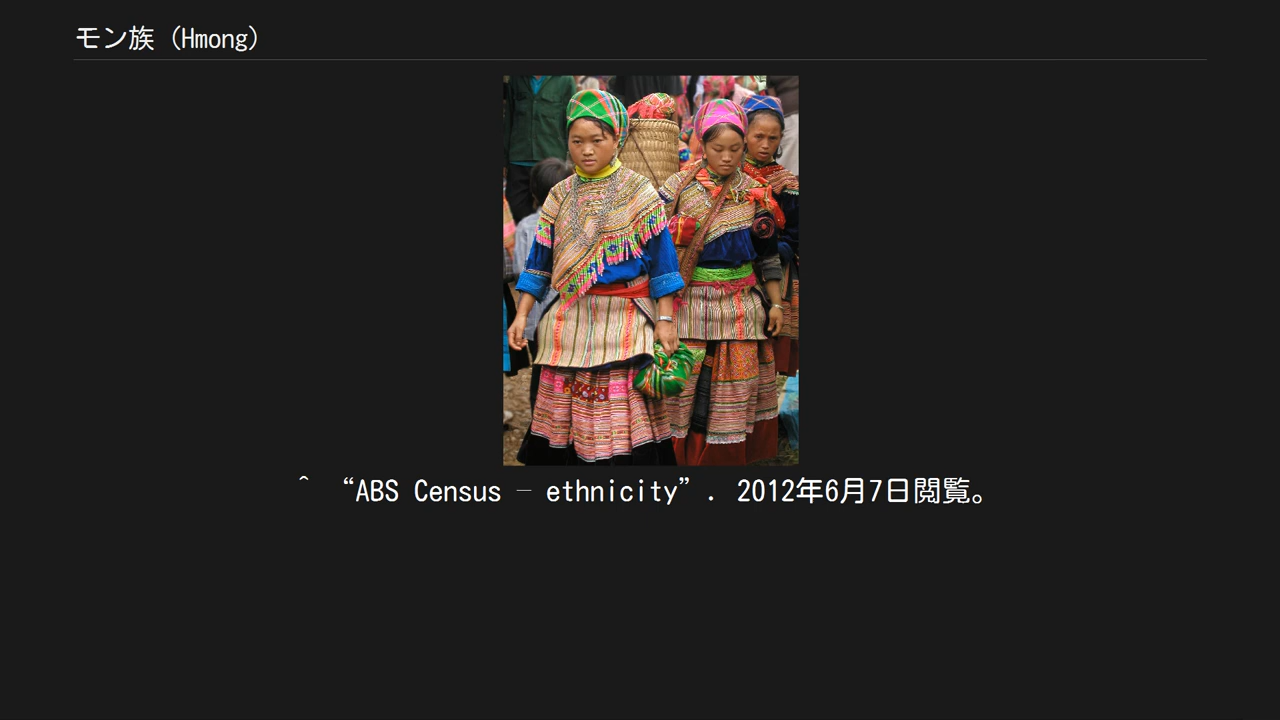 モン族 (Hmong)
^ “ABS Census – ethnicity”. 2012年6月7日閲覧。